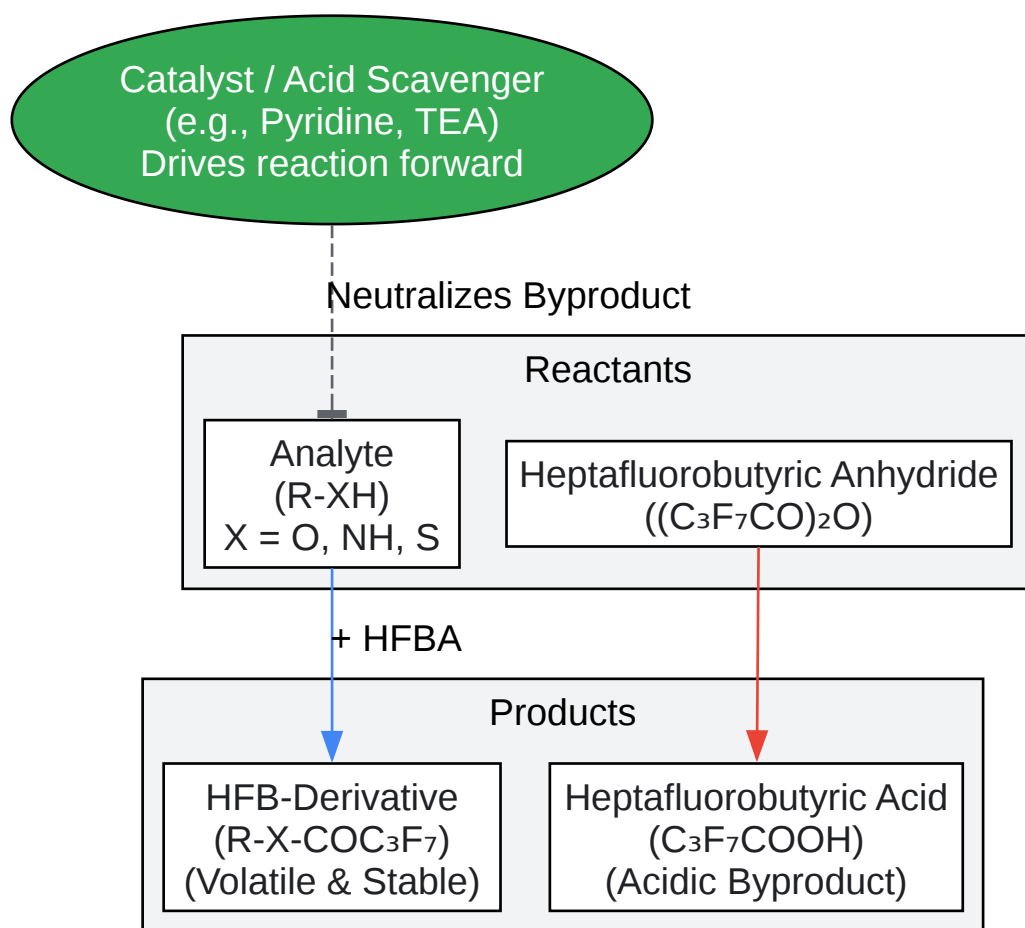 Catalyst / Acid Scavenger
(e.g., Pyridine, TEA)
Drives reaction forward
Neutralizes Byproduct
Reactants
Analyte
(R-XH)
X = O, NH, S
Heptafluorobutyric Anhydride
((C₃F₇CO)₂O)
+ HFBA
Products
HFB-Derivative
(R-X-COC₃F₇)
(Volatile & Stable)
Heptafluorobutyric Acid
(C₃F₇COOH)
(Acidic Byproduct)